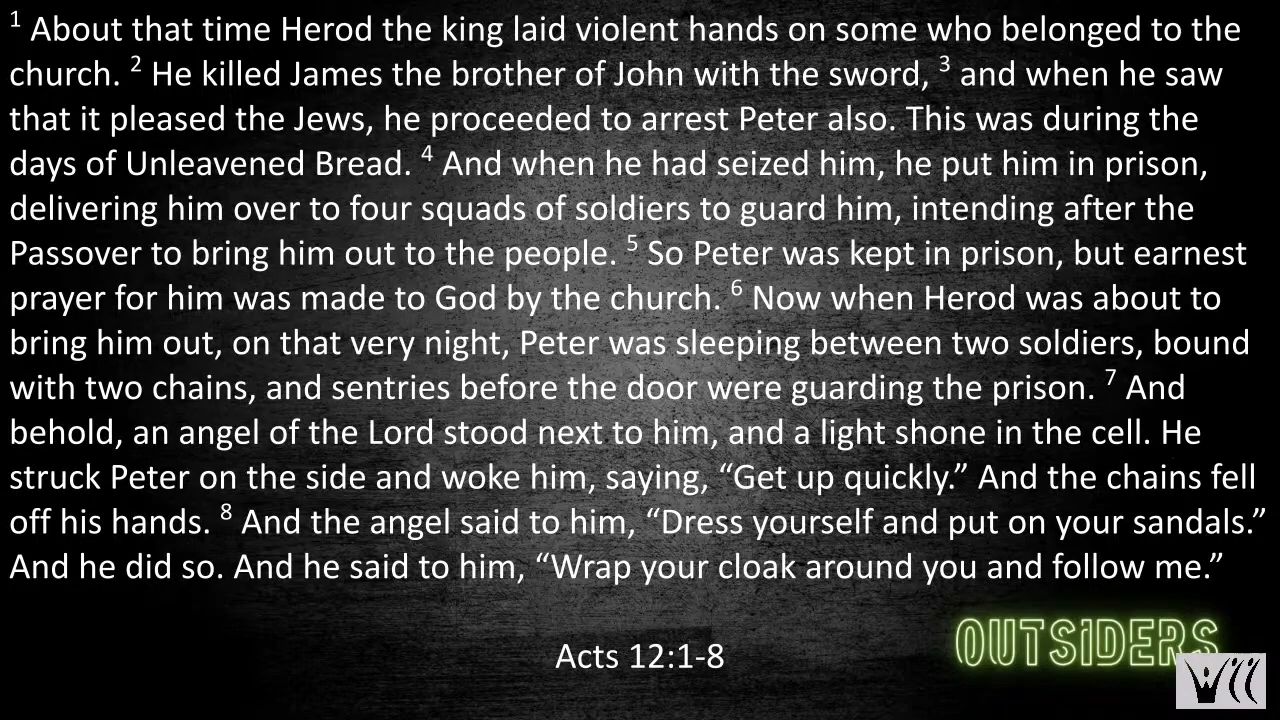 1 About that time Herod the king laid violent hands on some who belonged to the
church. 2 He killed James the brother of John with the sword, 3 and when he saw
that it pleased the Jews, he proceeded to arrest Peter also. This was during the
days of Unleavened Bread. 4 And when he had seized him, he put him in prison,
delivering him over to four squads of soldiers to guard him, intending after the
Passover to bring him out to the people. 5 So Peter was kept in prison, but earnest
prayer for him was made to God by the church. 6 Now when Herod was about to
bring him out, on that very night, Peter was sleeping between two soldiers, bound
with two chains, and sentries before the door were guarding the prison. 7 And
behold, an angel of the Lord stood next to him, and a light shone in the cell. He
struck Peter on the side and woke him, saying, “Get up quickly.” And the chains fell
off his hands. 8 And the angel said to him, “Dress yourself and put on your sandals.”
And he did so. And he said to him, “Wrap your cloak around you and follow me.”
OUTSiDERS
Acts 12:1-8